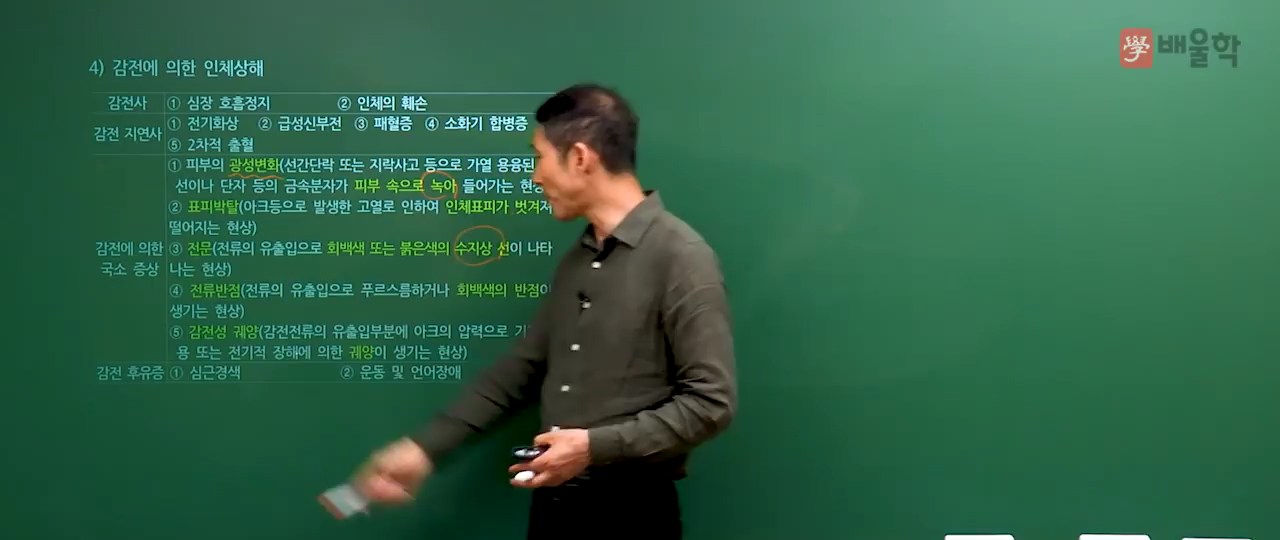 學 배울학
4) 감전에 의한 인체상해
감전사 ① 심장 호흡정지 ② 인체의 훼손
감전 지연사 ① 전기화상 ② 급성신부전 ③ 패혈증 ④ 소화기 합병증
⑤ 2차적 출혈
① 피부의 광성변화(선간단락 또는 지락사고 등으로 가열 용융된
선이나 단자 등의 금속분자가 피부 속으로 녹아 들어가는 현상
② 표피박탈(아크등으로 발생한 고열로 인하여 인체표피가 벗겨져
떨어지는 현상)
감전에 의한 ③ 전문(전류의 유출입으로 회백색 또는 붉은색의 수지상 선이 나타
국소 증상 나는 현상)
④ 전류반점(전류의 유출입으로 푸르스름하거나 회백색의 반점이
생기는 현상)
⑤ 감전성 궤양(감전전류의 유출입부분에 아크의 압력으로
용 또는 전기적 장해에 의한 궤양이 생기는 현상)
감전 후유증 ① 심근경색 ② 운동 및 언어장애